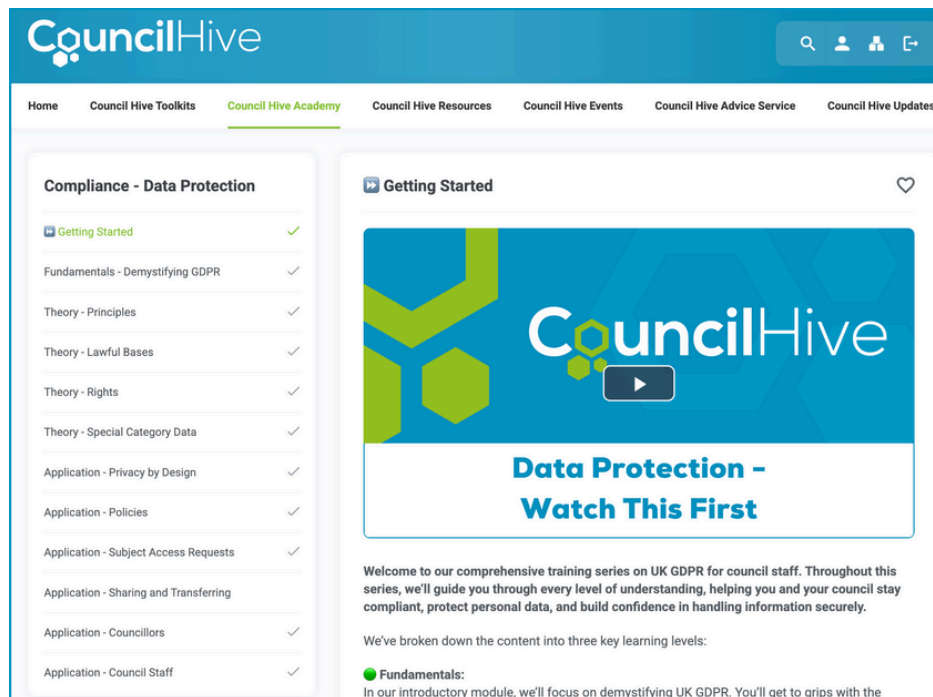 CouncilHive
Home Council Hive Toolkits Council Hive Academy Council Hive Resources Council Hive Events Council Hive Advice Service Council Hive Updates
Compliance - Data Protection
Getting Started
Fundamentals - Demystifying GDPR
Theory - Principles
Theory - Lawful Bases
Theory - Rights
Theory - Special Category Data
Application - Privacy by Design
Application - Policies
Application - Subject Access Requests
Application - Sharing and Transferring
Application - Councillors
Application - Council Staff
Getting Started
CouncilHive
Data Protection -
Watch This First
Welcome to our comprehensive training series on UK GDPR for council staff. Throughout this
series, we'll guide you through every level of understanding, helping you and your council stay
compliant, protect personal data, and build confidence in handling information securely.
We've broken down the content into three key learning levels:
Fundamentals:
In our introductory module, we'll focus on demystifying UK GDPR. You'll get to grips with the